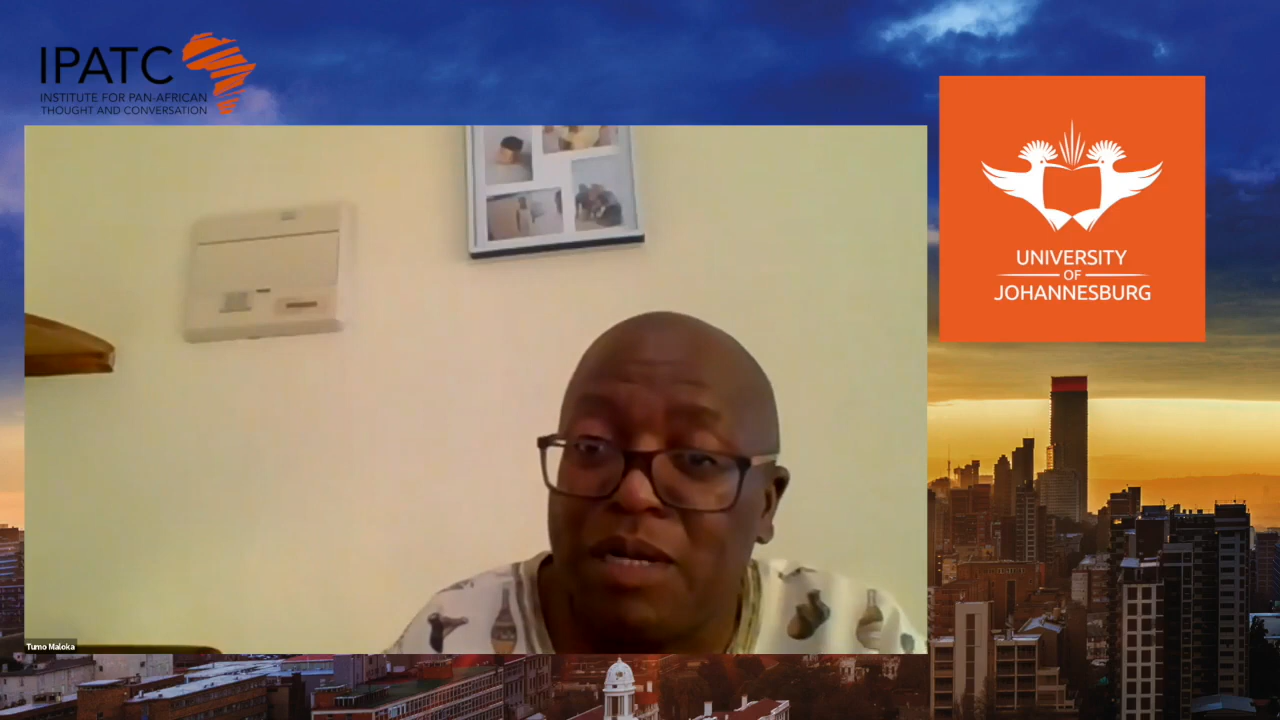 IPATC
INSTITUTE FOR PAN-AFRICAN
THOUGHT AND CONVERSATION
UNIVERSITY
OF
JOHANNESBURG
Tumo Maloka